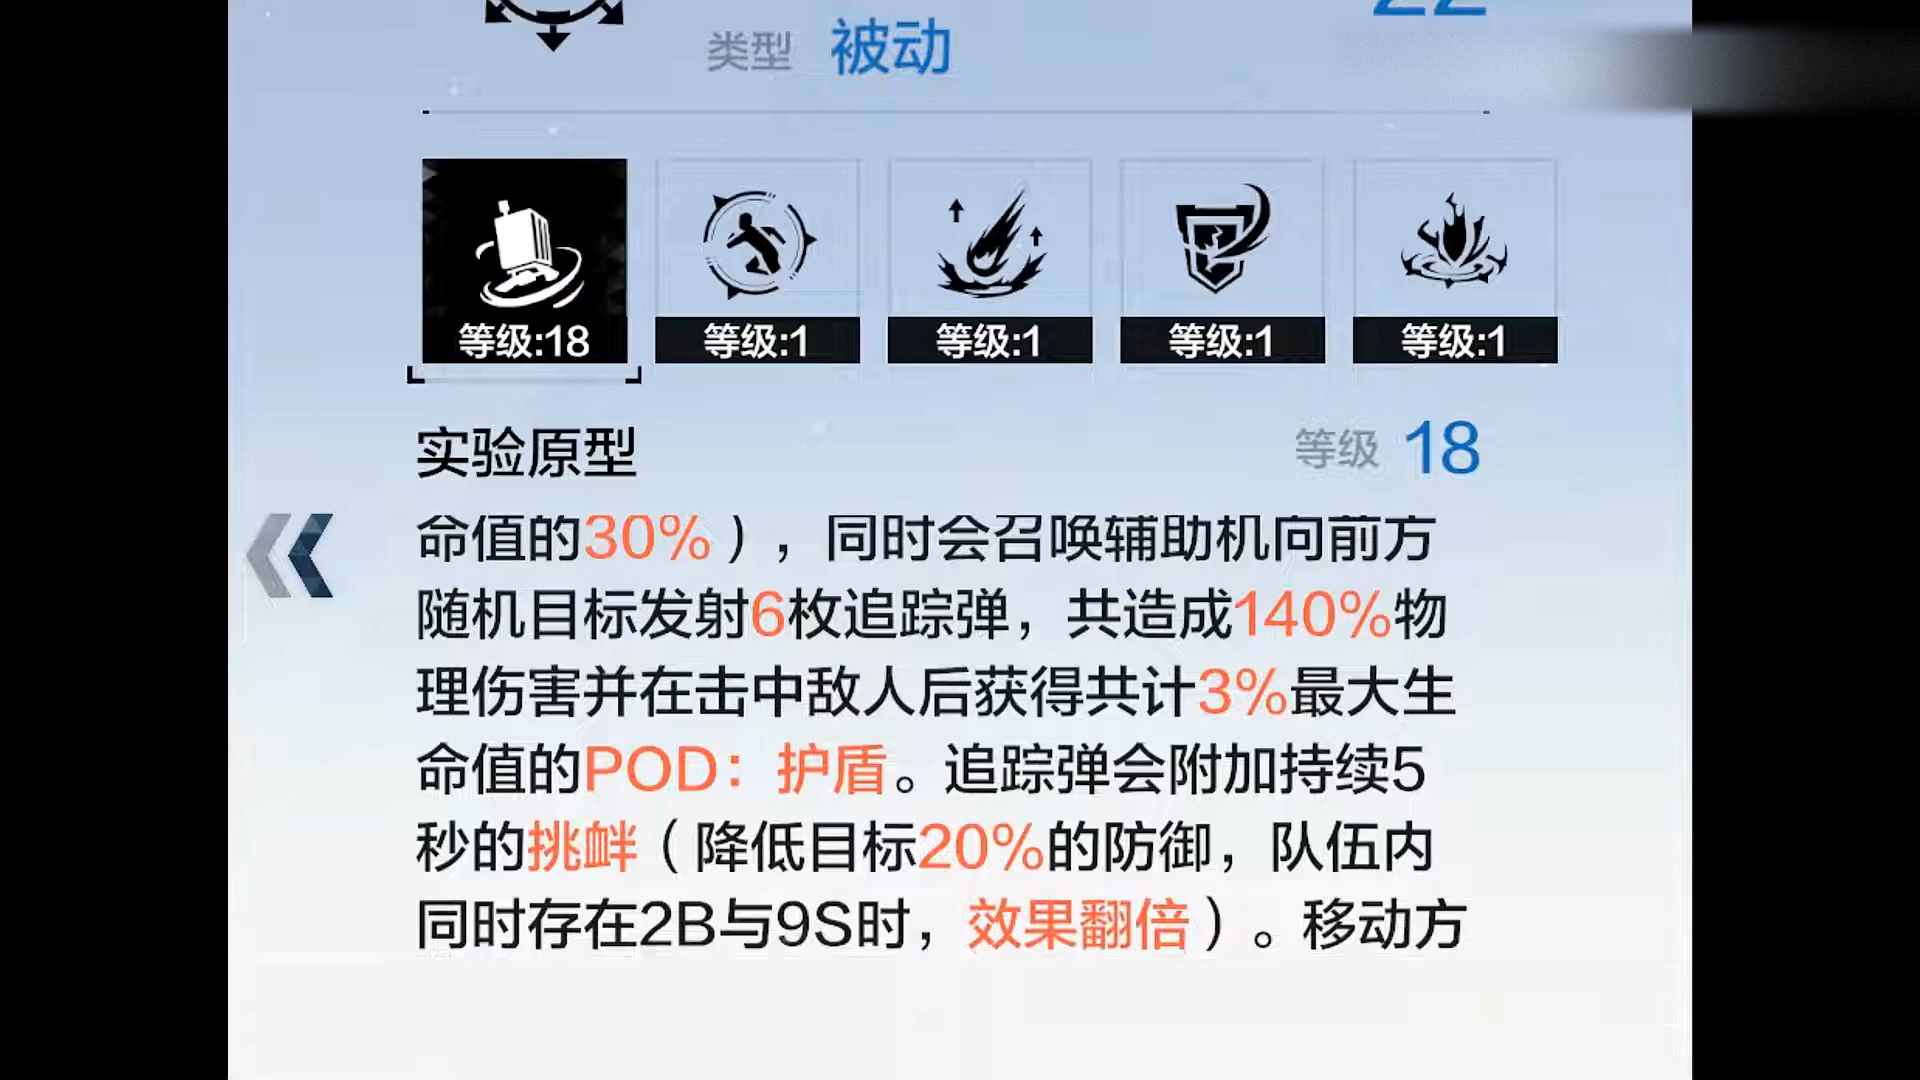 类型 被动
等级:18 等级:1 等级:1 等级:1 等级:1
实验原型 等级 18
命值的30%），同时会召唤辅助机向前方
随机目标发射6枚追踪弹，共造成140%物
理伤害并在击中敌人后获得共计3%最大生
命值的POD：护盾。追踪弹会附加持续5
秒的挑衅（降低目标20%的防御，队伍内
同时存在2B与9S时，效果翻倍）。移动方